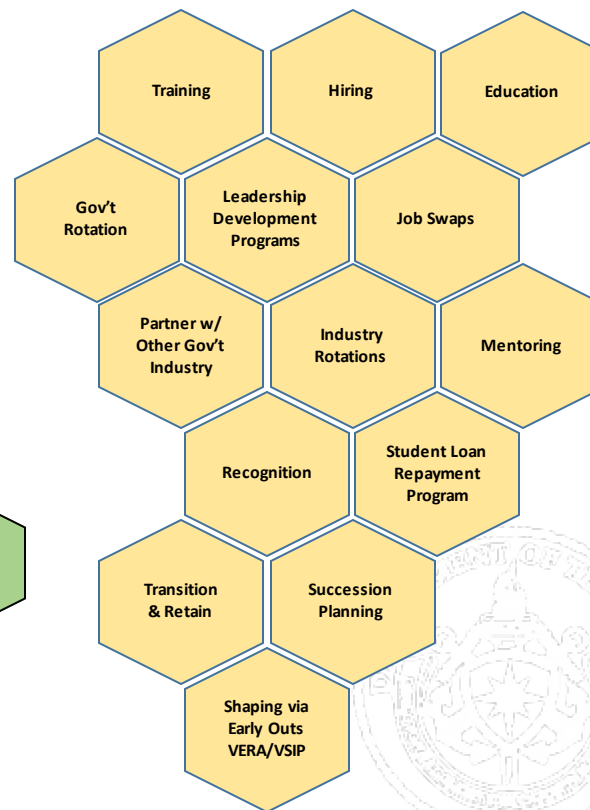 Training
Hiring
Education
Gov't
Rotation
Leadership
Development
Programs
Job Swaps
Partner w/
Other Gov't
Industry
Industry
Rotations
Mentoring
Recognition
Student Loan
Repayment
Program
Transition
& Retain
Succession
Planning
Shaping via
Early Outs
VERA/VSIP